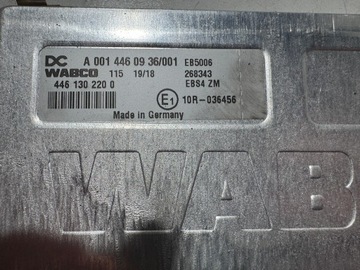 DC A 001 446 09 36/001 EB5006
WABCO 115 19/18 268343
446 130 220 0 EBS4 ZM
E1 10R-036456
Made in Germany
WAB